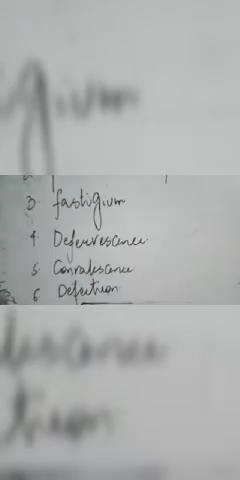 3. Fastigium
4. Defervescence
5. Convalescence
6. Defection